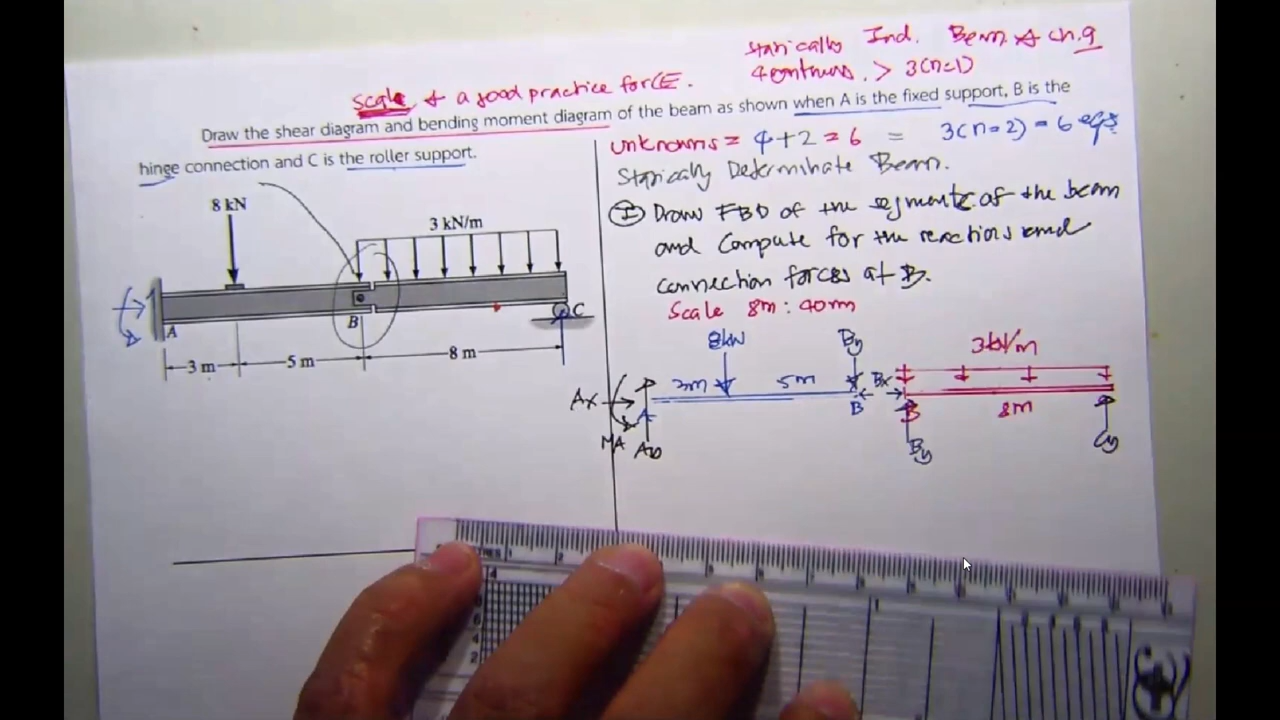 Statically Ind. Beam ch. 9
4 > 3(n=1)
scale & a good practice for CE.
Draw the shear diagram and bending moment diagram of the beam as shown when A is the fixed support, B is the
hinge connection and C is the roller support.
unknowns = 4+2 = 6 = 3(n=2) = 6 eqs
Statically Determinate Beam.
I Draw FBD of the segments of the beam
and Compute for the reactions and
connection forces at B.
Scale 8m : 40m
8 kN
3 kN/m
A
B
C
3 m
5 m
8 m
8kN
By
3kN/m
3m
5m
Bx
Ax
A
B
B
8m
MA
Ay
By
Cy
1
2